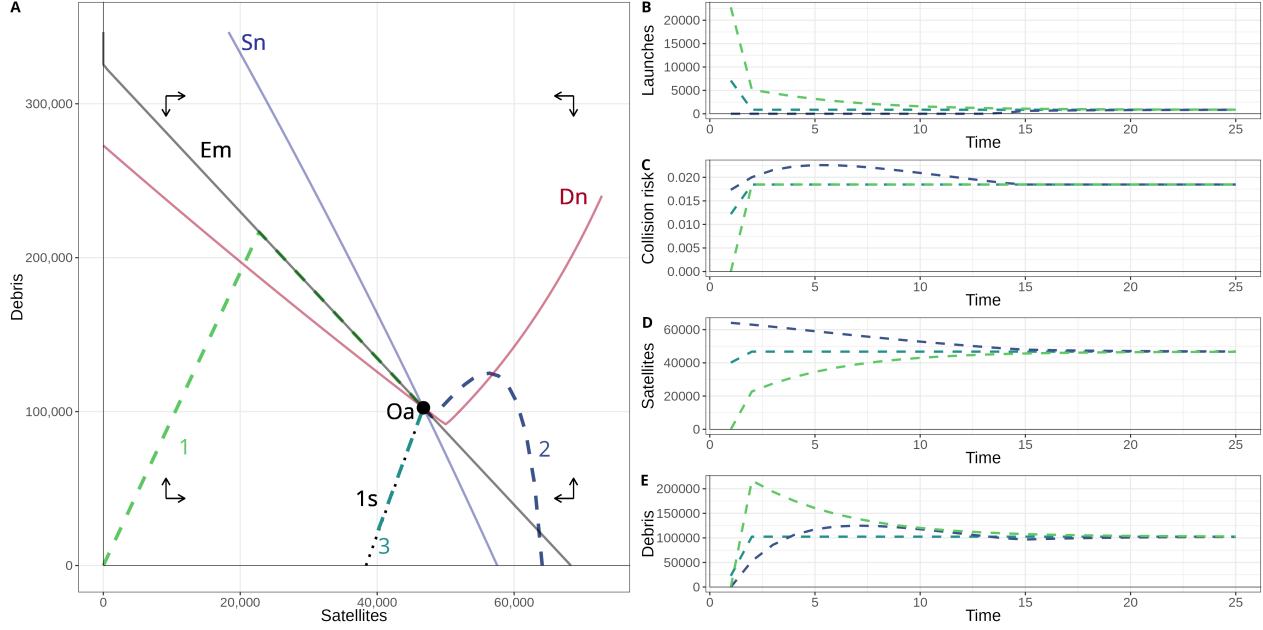 A
Sn
Em
Dn
Oa
1
2
1s
3
300,000
200,000
100,000
0
Debris
0
20,000
40,000
60,000
Satellites
B
20000
15000
10000
5000
0
Launches
0
5
10
15
20
25
Time
C
0.020
0.015
0.010
0.005
0.000
Collision risk
0
5
10
15
20
25
Time
D
60000
40000
20000
0
Satellites
0
5
10
15
20
25
Time
E
200000
150000
100000
50000
0
Debris
0
5
10
15
20
25
Time